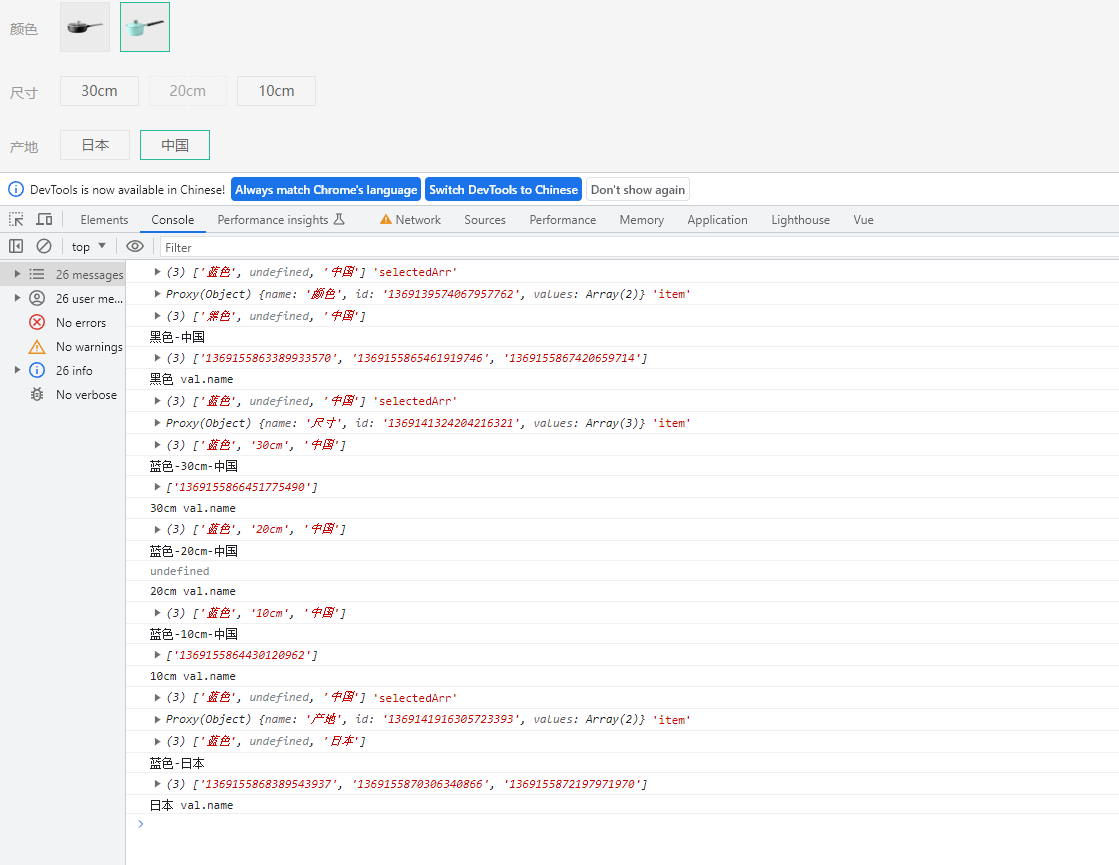 颜色
尺寸 30cm 20cm 10cm
产地 日本 中国
DevTools is now available in Chinese! Always match Chrome's language Switch DevTools to Chinese Don't show again
Elements Console Performance insights Network Sources Performance Memory Application Lighthouse Vue
top Filter
26 messages
26 user me...
No errors
No warnings
26 info
No verbose
(3) ['蓝色', undefined, '中国'] 'selectedArr'
Proxy(Object) {name: '颜色', id: '1369139574067957762', values: Array(2)} 'item'
(3) ['黑色', undefined, '中国']
黑色-中国
(3) ['1369155863389933570', '1369155865461919746', '1369155867420659714']
黑色 val.name
(3) ['蓝色', undefined, '中国'] 'selectedArr'
Proxy(Object) {name: '尺寸', id: '1369141324204216321', values: Array(3)} 'item'
(3) ['蓝色', '30cm', '中国']
蓝色-30cm-中国
['1369155866451775490']
30cm val.name
(3) ['蓝色', '20cm', '中国']
蓝色-20cm-中国
undefined
20cm val.name
(3) ['蓝色', '10cm', '中国']
蓝色-10cm-中国
['1369155864430120962']
10cm val.name
(3) ['蓝色', undefined, '中国'] 'selectedArr'
Proxy(Object) {name: '产地', id: '1369141916305723393', values: Array(2)} 'item'
(3) ['蓝色', undefined, '日本']
蓝色-日本
(3) ['1369155868389543937', '1369155870306340866', '1369155872197971970']
日本 val.name